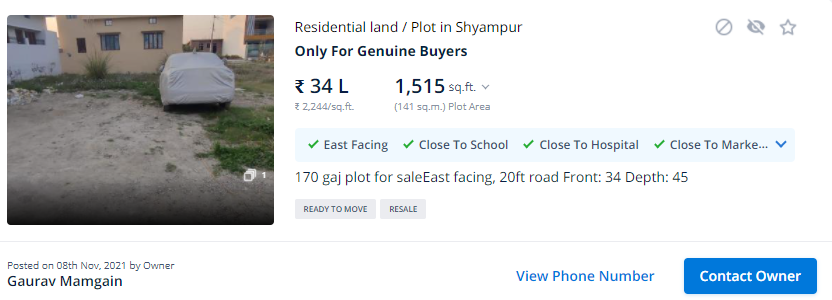 Residential land / Plot in Shyampur
Only For Genuine Buyers
₹ 34 L
₹ 2,244/sq.ft.
1,515 sq.ft.
(141 sq.m.) Plot Area
East Facing
Close To School
Close To Hospital
Close To Marke...
170 gaj plot for saleEast facing, 20ft road Front: 34 Depth: 45
READY TO MOVE
RESALE
1
Posted on 08th Nov, 2021 by Owner
Gaurav Mamgain
View Phone Number
Contact Owner